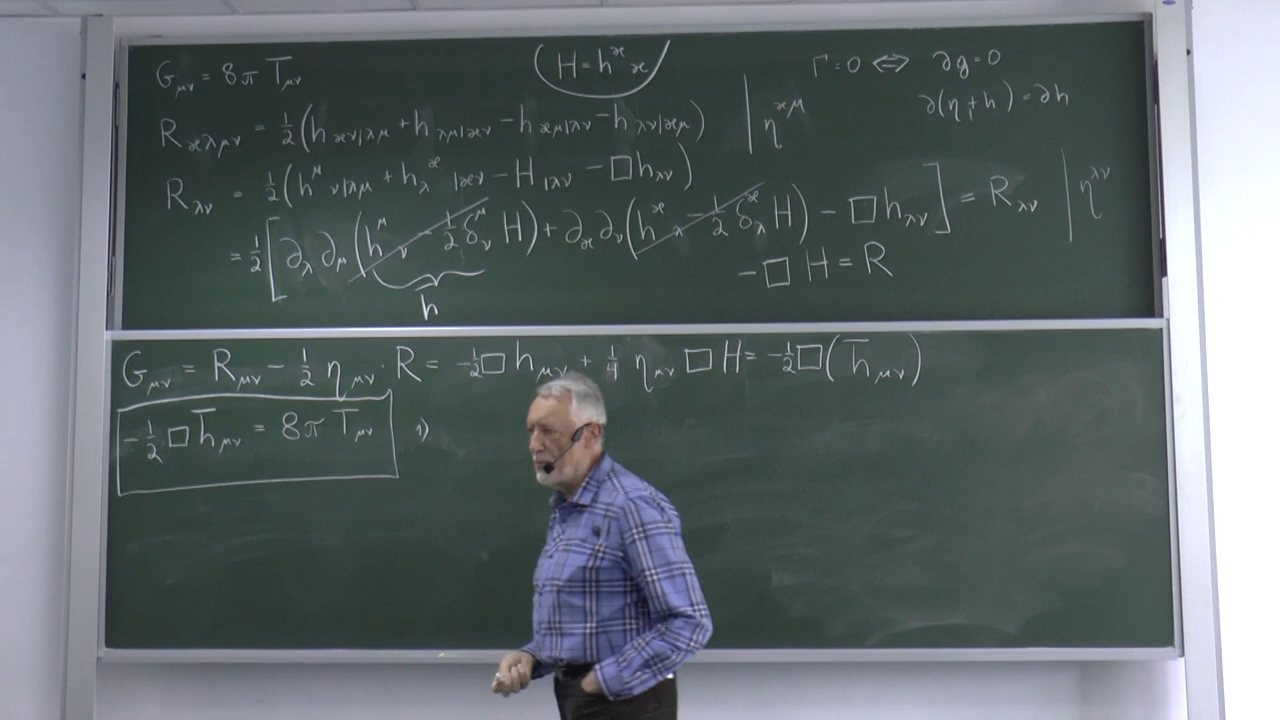 G_μν = 8π T_μν
(H = h^ϰ_ϰ)
Γ = 0 ⇔ ∂g = 0
∂(η + h) = ∂h
R_ϰλμν = ½(h_ϰν|λμ + h_λμ|ϰν − h_ϰμ|λν − h_λν|ϰμ) | η^ϰμ
R_λν = ½(h^μ_ν|λμ + h_λ^ϰ_|ϰν − H_|λν − □h_λν)
= ½[∂_λ ∂_μ (h^μ_ν − ½ δ^μ_ν H) + ∂_ϰ ∂_ν (h^ϰ_λ − ½ δ^ϰ_λ H) − □h_λν] = R_λν | η^λν
h̄
−□ H = R
G_μν = R_μν − ½ η_μν · R = −½□ h_μν + ¼ η_μν □ H = −½□(h̄_μν)
−½ □ h̄_μν = 8π T_μν 1)